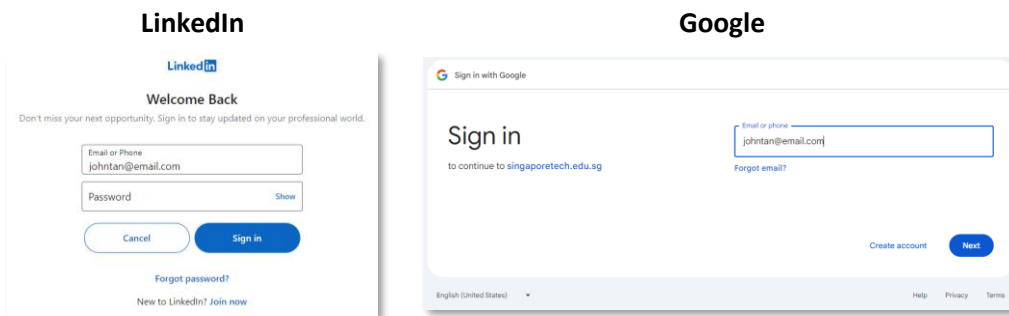 LinkedIn
Google
Linked in
Welcome Back
Don't miss your next opportunity. Sign in to stay updated on your professional world.
Email or Phone
johntan@email.com
Password Show
Cancel Sign in
Forgot password?
New to LinkedIn? Join now
G Sign in with Google
Sign in
to continue to singaporetech.edu.sg
Email or phone
johntan@email.com
Forgot email?
Create account Next
English (United States) Help Privacy Terms